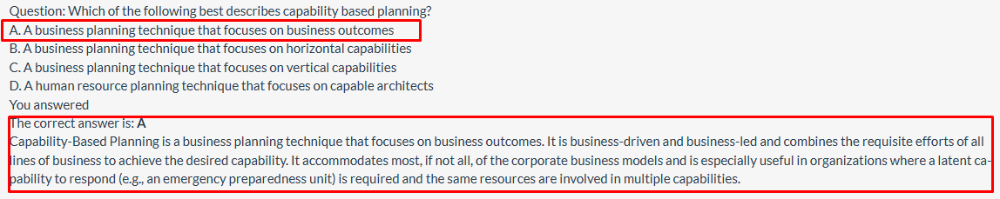 Question: Which of the following best describes capability based planning?
A. A business planning technique that focuses on business outcomes
B. A business planning technique that focuses on horizontal capabilities
C. A business planning technique that focuses on vertical capabilities
D. A human resource planning technique that focuses on capable architects
You answered
The correct answer is: A
Capability-Based Planning is a business planning technique that focuses on business outcomes. It is business-driven and business-led and combines the requisite efforts of all
lines of business to achieve the desired capability. It accommodates most, if not all, of the corporate business models and is especially useful in organizations where a latent ca-
pability to respond (e.g., an emergency preparedness unit) is required and the same resources are involved in multiple capabilities.